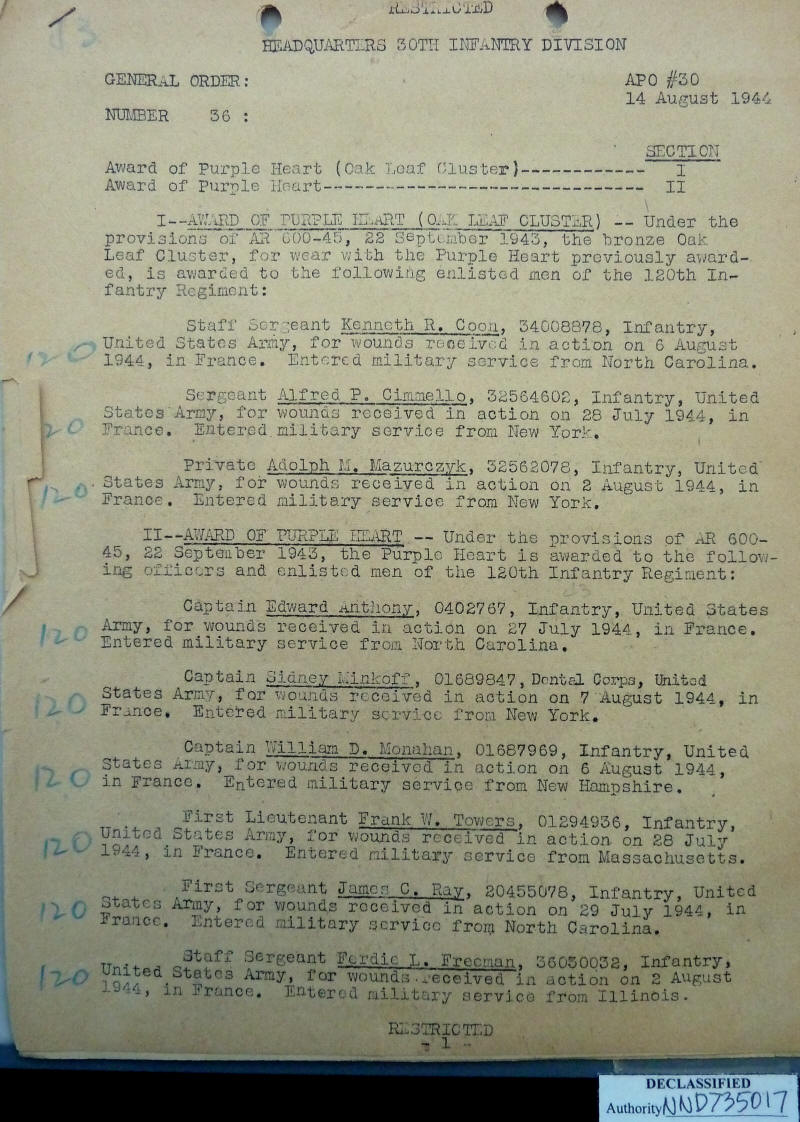 RESTRICTED
HEADQUARTERS 30TH INFANTRY DIVISION
GENERAL ORDER: APO #30
14 August 1944
NUMBER 36 :
SECTION
Award of Purple Heart (Oak Leaf Cluster)------------ I
Award of Purple Heart-------------------------------- II
I--AWARD OF PURPLE HEART (OAK LEAF CLUSTER) -- Under the
provisions of AR 600-45, 22 September 1943, the bronze Oak
Leaf Cluster, for wear with the Purple Heart previously award-
ed, is awarded to the following enlisted men of the 120th In-
fantry Regiment:
Staff Sergeant Kenneth R. Coon, 34008878, Infantry,
120 United States Army, for wounds received in action on 6 August
1944, in France. Entered military service from North Carolina.
Sergeant Alfred P. Cimmello, 32564602, Infantry, United
States Army, for wounds received in action on 28 July 1944, in
120 France. Entered military service from New York.
Private Adolph M. Mazurczyk, 32562078, Infantry, United
120 States Army, for wounds received in action on 2 August 1944, in
France. Entered military service from New York.
II--AWARD OF PURPLE HEART -- Under the provisions of AR 600-
45, 22 September 1943, the Purple Heart is awarded to the follow-
ing officers and enlisted men of the 120th Infantry Regiment:
Captain Edward Anthony, 0402767, Infantry, United States
120 Army, for wounds received in action on 27 July 1944, in France.
Entered military service from North Carolina.
Captain Sidney Minkoff, 01689847, Dental Corps, United
120 States Army, for wounds received in action on 7 August 1944, in
France. Entered military service from New York.
Captain William D. Monahan, 01687969, Infantry, United
120 States Army, for wounds received in action on 6 August 1944,
in France. Entered military service from New Hampshire.
First Lieutenant Frank W. Towers, 01294936, Infantry,
120 United States Army, for wounds received in action on 28 July
1944, in France. Entered military service from Massachusetts.
First Sergeant James C. Ray, 20455078, Infantry, United
120 States Army, for wounds received in action on 29 July 1944, in
France. Entered military service from North Carolina.
Staff Sergeant Ferdie L. Freeman, 36030032, Infantry,
120 United States Army, for wounds received in action on 2 August
1944, in France. Entered military service from Illinois.
RESTRICTED
- 1 -
DECLASSIFIED
Authority NND735017